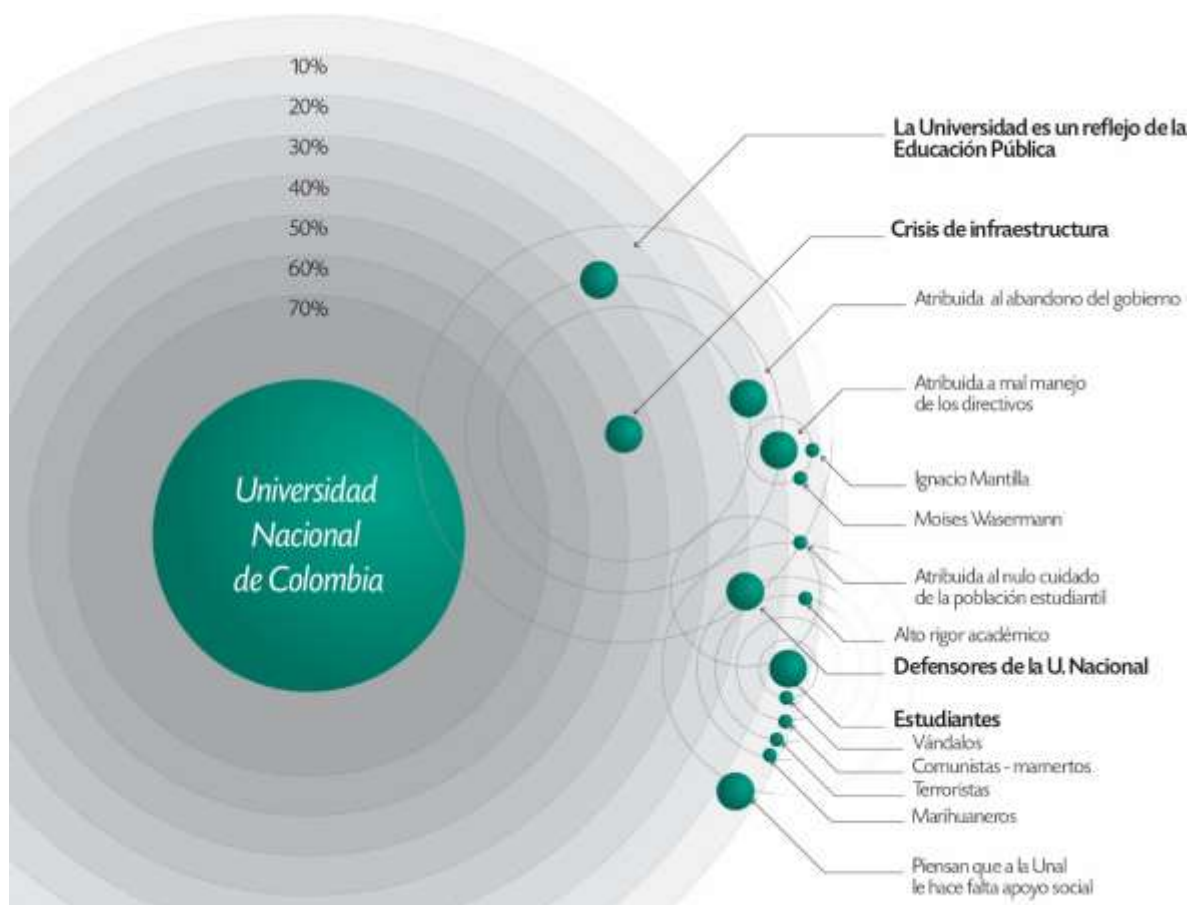 10%
20%
30%
40%
50%
60%
70%
Universidad
Nacional
de Colombia
La Universidad es un reflejo de la
Educación Pública
Crisis de infraestructura
Atribuida al abandono del gobierno
Atribuida a mal manejo
de los directivos
Ignacio Mantilla
Moises Wasermann
Atribuida al nulo cuidado
de la población estudiantil
Alto rigor académico
Defensores de la U. Nacional
Estudiantes
Vándalos
Comunistas - mamertos
Terroristas
Marihuaneros
Piensan que a la Unal
le hace falta apoyo social